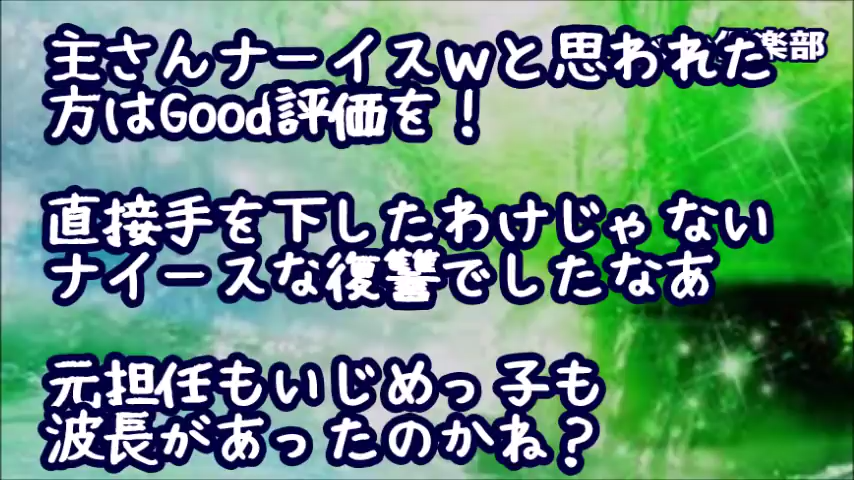 主さんナーイスｗと思われた
方はGood評価を！
直接手を下したわけじゃない
ナイースな復讐でしたなあ
元担任もいじめっ子も
波長があったのかね？
楽部